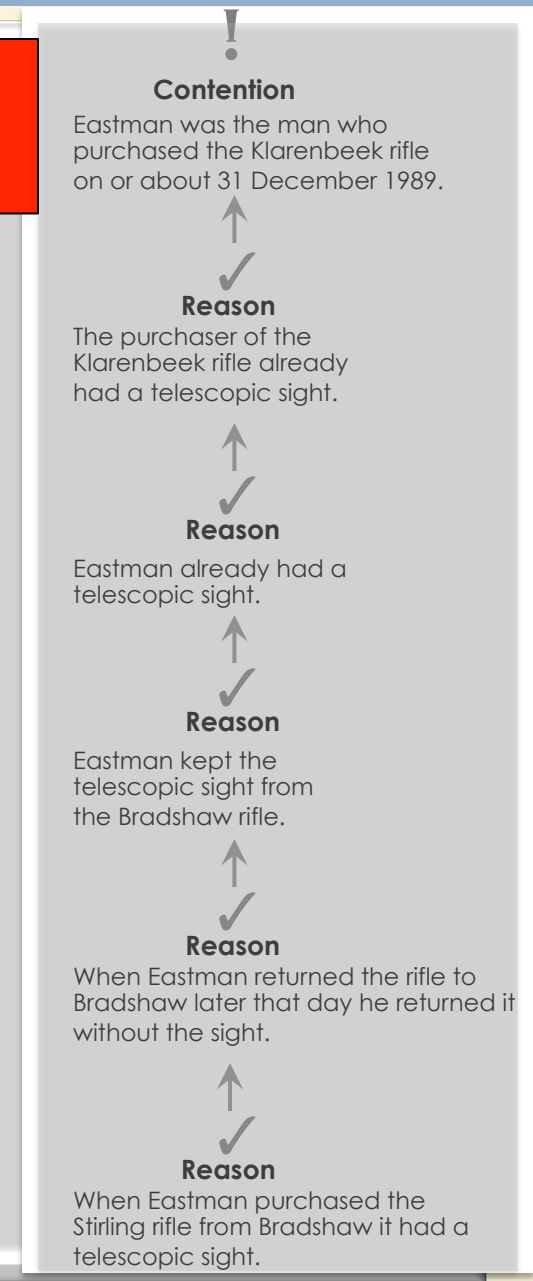 !
Contention
Eastman was the man who
purchased the Klarenbeek rifle
on or about 31 December 1989.
Reason
The purchaser of the
Klarenbeek rifle already
had a telescopic sight.
Reason
Eastman already had a
telescopic sight.
Reason
Eastman kept the
telescopic sight from
the Bradshaw rifle.
Reason
When Eastman returned the rifle to
Bradshaw later that day he returned it
without the sight.
Reason
When Eastman purchased the
Stirling rifle from Bradshaw it had a
telescopic sight.